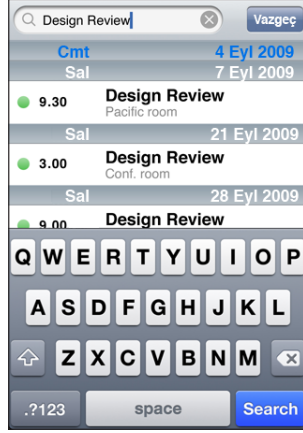 Design Review
Vazgeç
Cmt 4 Eyl 2009
Sal 7 Eyl 2009
9.30 Design Review
Pacific room
Sal 21 Eyl 2009
3.00 Design Review
Conf. room
Sal 28 Eyl 2009
9.00 Design Review
Q W E R T Y U I O P
A S D F G H J K L
Z X C V B N M
.?123 space Search